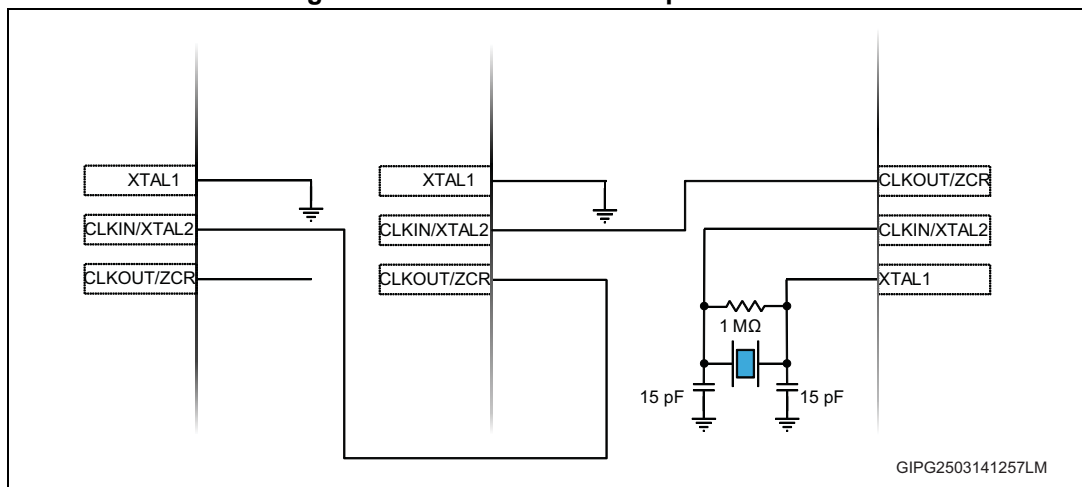 XTAL1
CLKIN/XTAL2
CLKOUT/ZCR
XTAL1
CLKIN/XTAL2
CLKOUT/ZCR
CLKOUT/ZCR
CLKIN/XTAL2
XTAL1
1 MΩ
15 pF
15 pF
GIPG2503141257LM